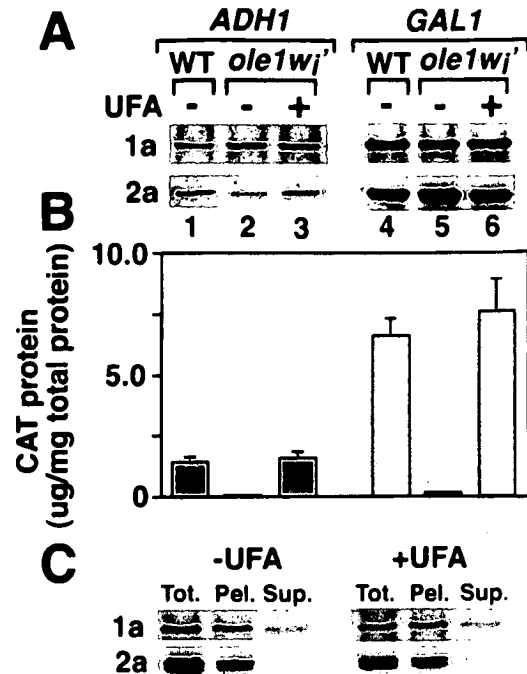 A
ADH1 GAL1
WT ole1wi' WT ole1wi'
UFA - - + - - +
1a
2a
1 2 3 4 5 6
B
10.0
5.0
0
CAT protein
(ug/mg total protein)
C
-UFA +UFA
Tot. Pel. Sup. Tot. Pel. Sup.
1a
2a